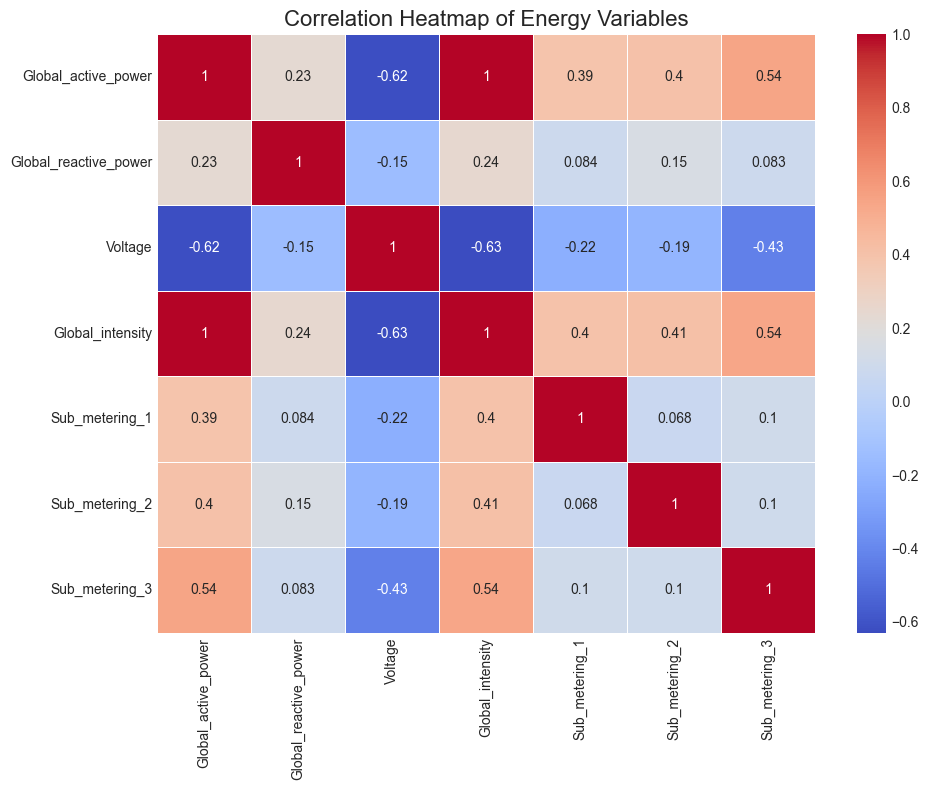 Correlation Heatmap of Energy Variables
Global_active_power 1 0.23 -0.62 1 0.39 0.4 0.54
Global_reactive_power 0.23 1 -0.15 0.24 0.084 0.15 0.083
Voltage -0.62 -0.15 1 -0.63 -0.22 -0.19 -0.43
Global_intensity 1 0.24 -0.63 1 0.4 0.41 0.54
Sub_metering_1 0.39 0.084 -0.22 0.4 1 0.068 0.1
Sub_metering_2 0.4 0.15 -0.19 0.41 0.068 1 0.1
Sub_metering_3 0.54 0.083 -0.43 0.54 0.1 0.1 1
Global_active_power
Global_reactive_power
Voltage
Global_intensity
Sub_metering_1
Sub_metering_2
Sub_metering_3
1.0
0.8
0.6
0.4
0.2
0.0
−0.2
−0.4
−0.6